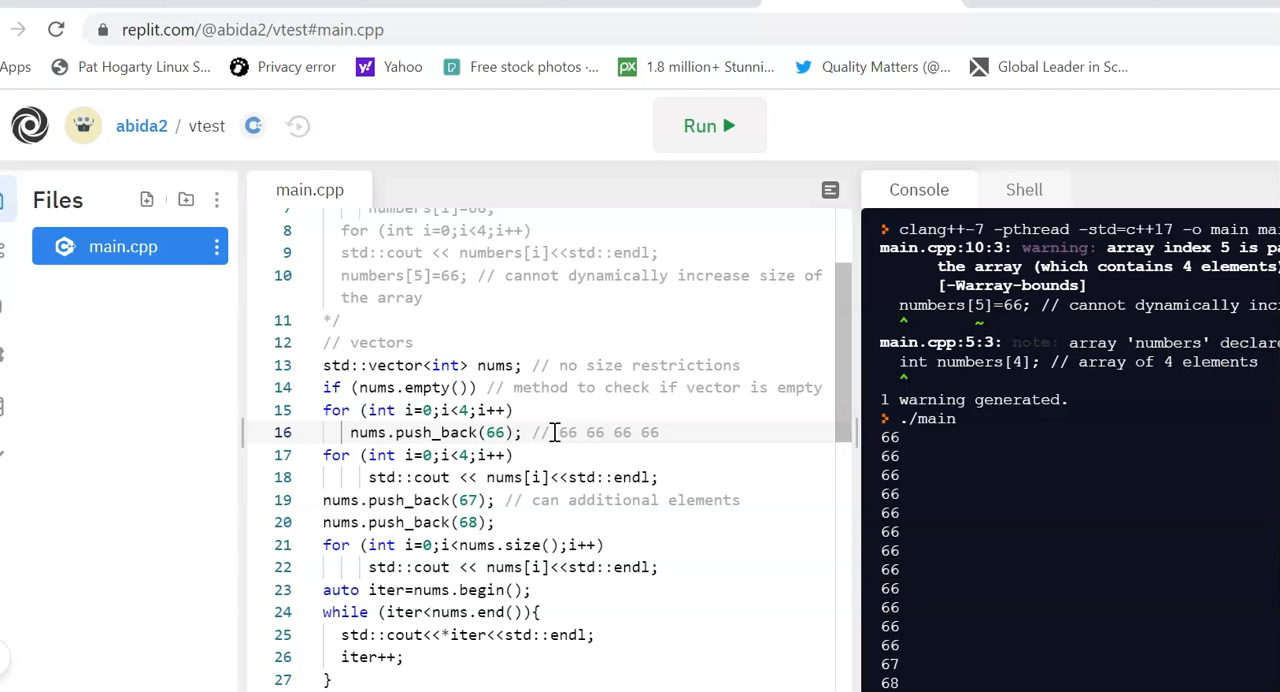 replit.com/@abida2/vtest#main.cpp
Apps Pat Hogarty Linux S... Privacy error Yahoo Free stock photos -... px 1.8 million+ Stunni... Quality Matters (@... Global Leader in Sc...
abida2 / vtest Run
Files
main.cpp
main.cpp
7 numbers[i]=66;
8 for (int i=0;i<4;i++)
9 std::cout << numbers[i]<<std::endl;
10 numbers[5]=66; // cannot dynamically increase size of
the array
11 */
12 // vectors
13 std::vector<int> nums; // no size restrictions
14 if (nums.empty()) // method to check if vector is empty
15 for (int i=0;i<4;i++)
16 nums.push_back(66); // 66 66 66 66
17 for (int i=0;i<4;i++)
18 std::cout << nums[i]<<std::endl;
19 nums.push_back(67); // can additional elements
20 nums.push_back(68);
21 for (int i=0;i<nums.size();i++)
22 std::cout << nums[i]<<std::endl;
23 auto iter=nums.begin();
24 while (iter<nums.end()){
25 std::cout<<*iter<<std::endl;
26 iter++;
27 }
Console Shell
clang++-7 -pthread -std=c++17 -o main mai
main.cpp:10:3: warning: array index 5 is pa
the array (which contains 4 elements)
[-Warray-bounds]
numbers[5]=66; // cannot dynamically inc
^ ~
main.cpp:5:3: note: array 'numbers' declare
int numbers[4]; // array of 4 elements
^
1 warning generated.
./main
66
66
66
66
66
66
66
66
66
66
66
66
67
68